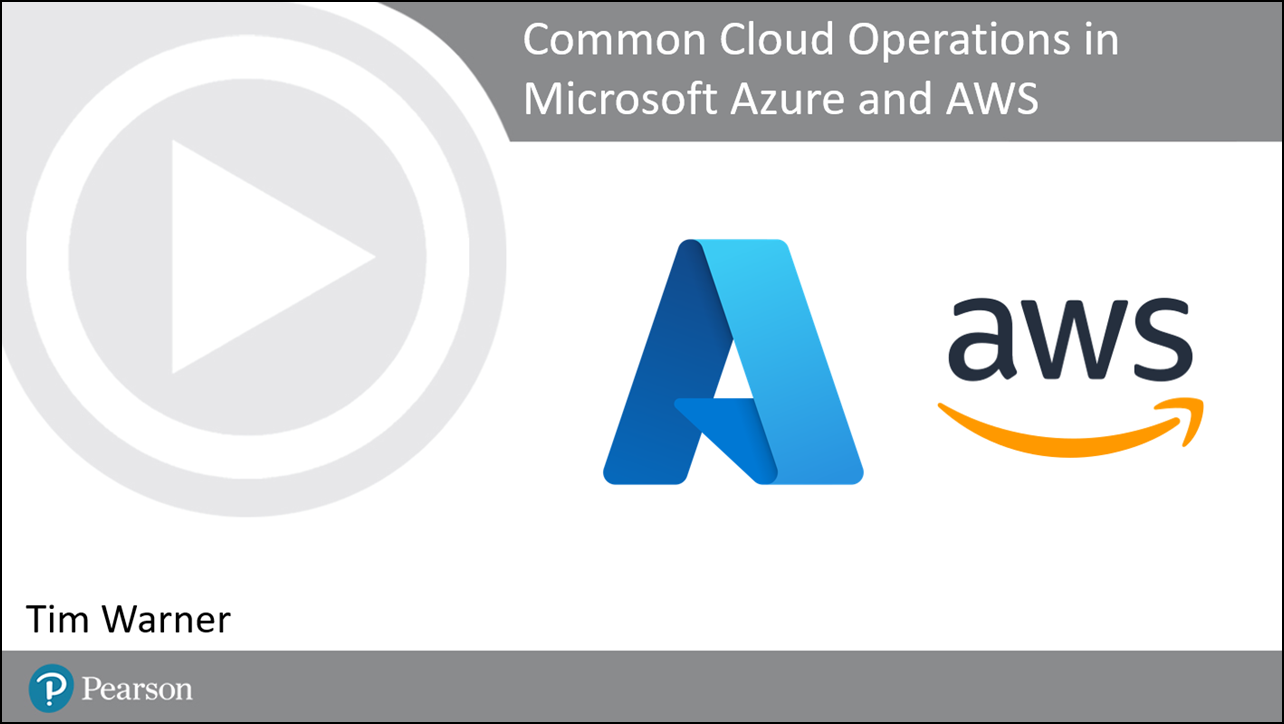 Common Cloud Operations in
Microsoft Azure and AWS
aws
Tim Warner
Pearson